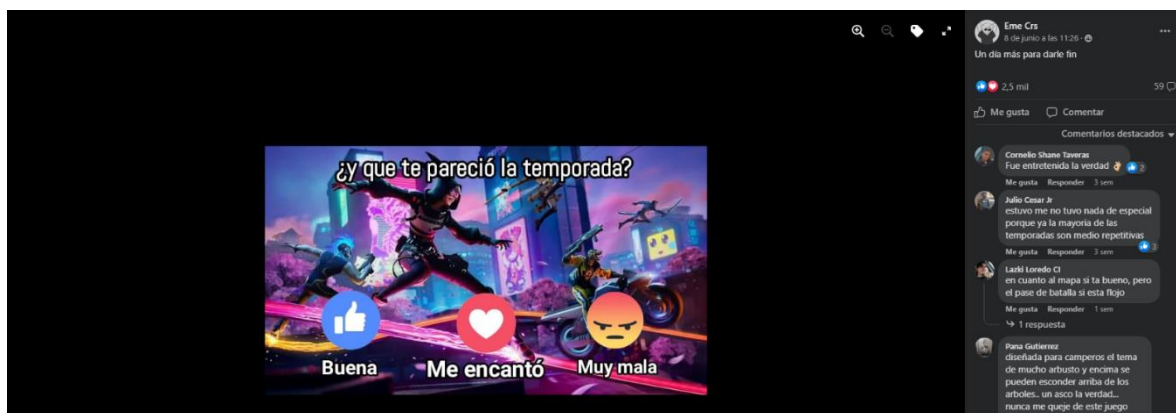 Eme Crs
8 de junio a las 11:26 ·
Un día más para darle fin
2,5 mil
59
Me gusta Comentar
Comentarios destacados
¿y que te pareció la temporada?
Buena Me encantó Muy mala
Cornelio Shane Taveras
Fue entretenida la verdad
2
Me gusta Responder 3 sem
Julio Cesar Jr
estuvo me no tuvo nada de especial
porque ya la mayoria de las
temporadas son medio repetitivas
3
Me gusta Responder 3 sem
Lazki Loredo CI
en cuanto al mapa si ta bueno, pero
el pase de batalla si esta flojo
Me gusta Responder 1 sem
1 respuesta
Pana Gutierrez
diseñada para camperos el tema
de mucho arbusto y encima se
pueden esconder arriba de los
arboles.. un asco la verdad...
nunca me queje de este juego